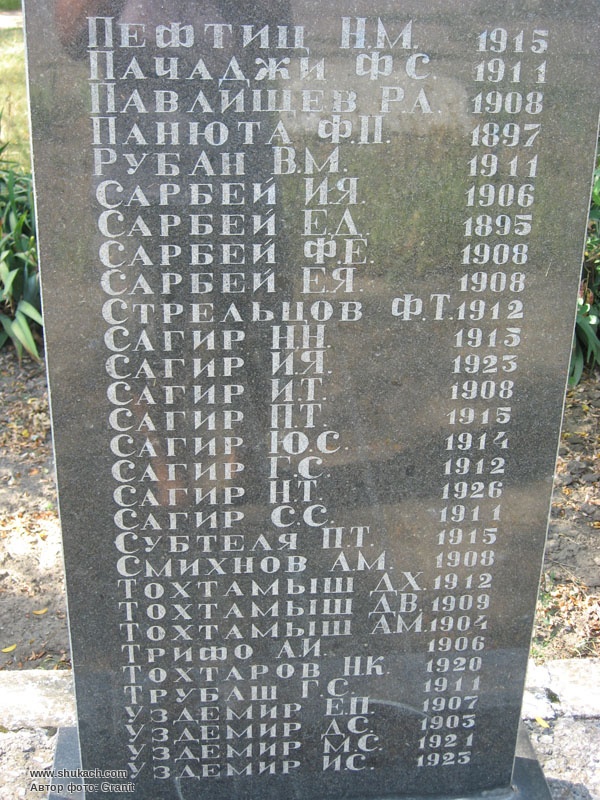 ПЕФТИЦ Н.М. 1915
ПАЧАДЖИ Ф.С. 1911
ПАВЛИЩЕВ Р.Л. 1908
ПАНЮТА Ф.П. 1897
РУБАН В.М. 1911
САРБЕЙ И.Я. 1906
САРБЕЙ Е.Д. 1895
САРБЕЙ Ф.Е. 1908
САРБЕЙ Е.Я. 1908
СТРЕЛЬЦОВ Ф.Т. 1912
САГИР Н.Н. 1915
САГИР И.Я. 1923
САГИР И.Т. 1908
САГИР П.Т. 1915
САГИР Ю.С. 1914
САГИР Г.С. 1912
САГИР Н.Т. 1926
САГИР С.С. 1911
СУБТЕЛЯ П.Т. 1915
СМИХНОВ А.М. 1908
ТОХТАМЫШ Д.Х. 1912
ТОХТАМЫШ Д.В. 1909
ТОХТАМЫШ А.М. 1904
ТРИФО А.И. 1906
ТОХТАРОВ Н.К. 1920
ТРУБАШ Г.С. 1911
УЗДЕМИР Е.П. 1907
УЗДЕМИР Д.С. 1903
УЗДЕМИР М.С. 1921
УЗДЕМИР И.С. 1923
www.shukach.com
Автор фото: Granit